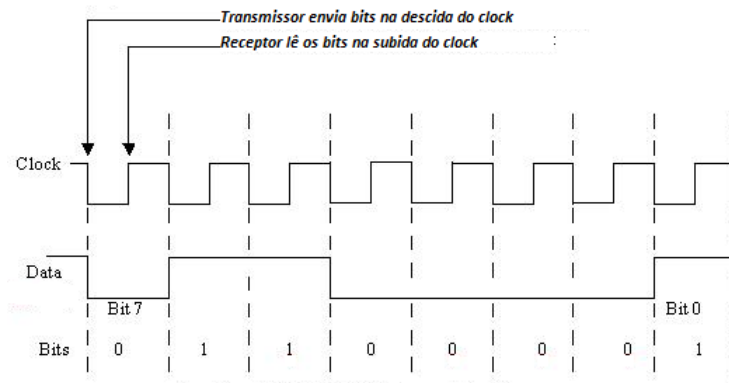 Transmissor envia bits na descida do clock
Receptor lê os bits na subida do clock :
Clock
Data
Bit 7
Bit 0
Bits 0 1 1 0 0 0 0 1